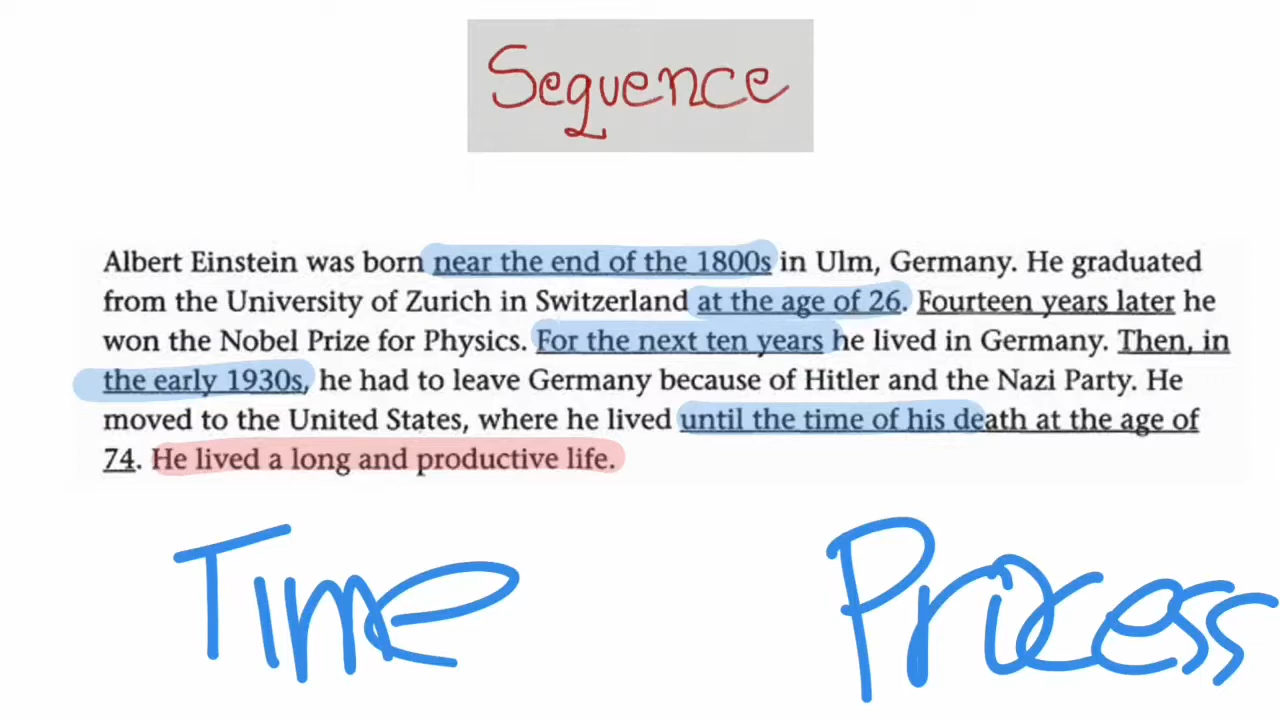 Sequence
Albert Einstein was born near the end of the 1800s in Ulm, Germany. He graduated
from the University of Zurich in Switzerland at the age of 26. Fourteen years later he
won the Nobel Prize for Physics. For the next ten years he lived in Germany. Then, in
the early 1930s, he had to leave Germany because of Hitler and the Nazi Party. He
moved to the United States, where he lived until the time of his death at the age of
74. He lived a long and productive life.
Time Process